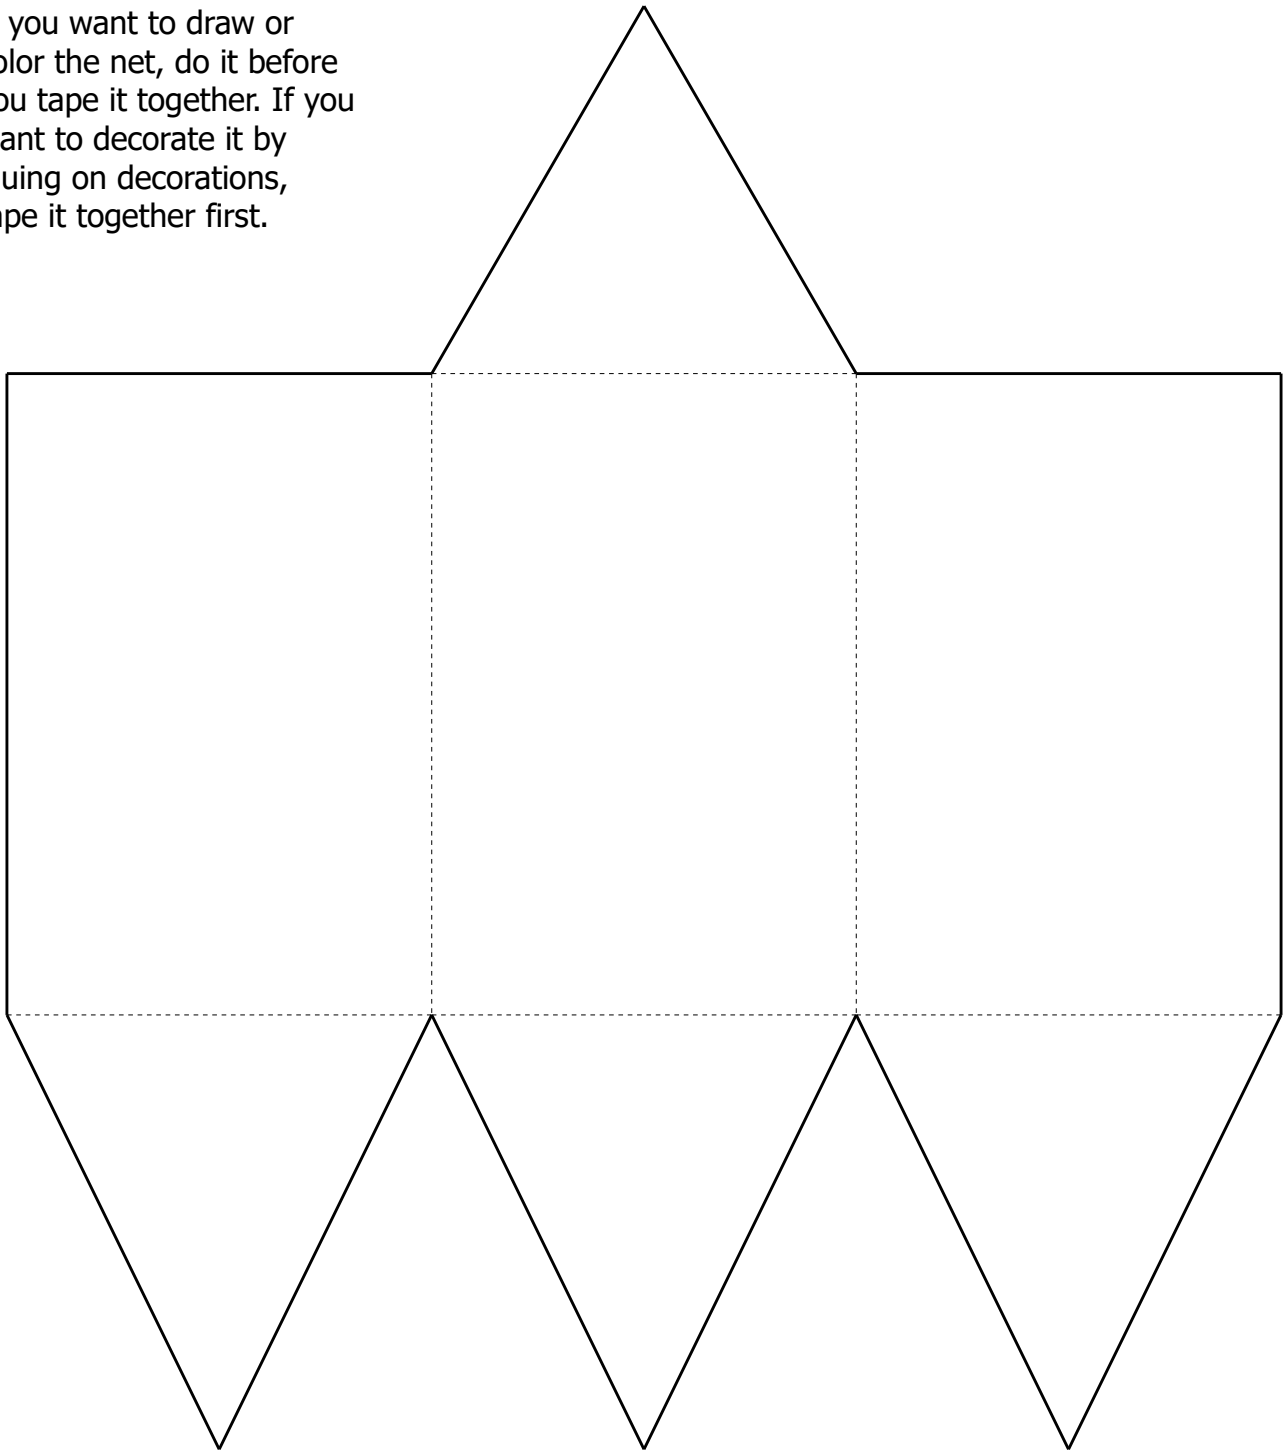 you want to draw or
olor the net, do it before
ou tape it together. If you
ant to decorate it by
uing on decorations,
ape it together first.